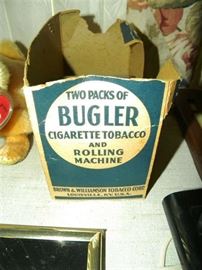 TWO PACKS OF
BUGLER
CIGARETTE TOBACCO
AND
ROLLING
MACHINE
BROWN & WILLIAMSON TOBACCO CORP.
LOUISVILLE, KY. U.S.A.